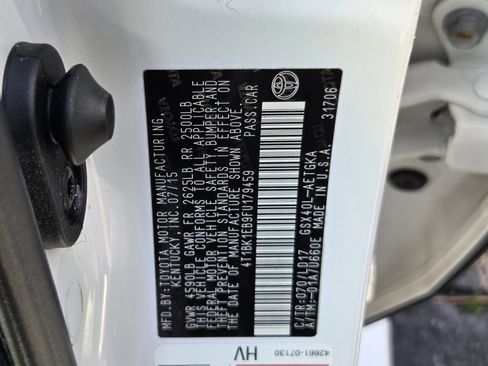 MFD.BY:TOYOTA MOTOR MANUFACTURING,
KENTUCKY, INC. 07/15
GVWR 4590LB GAWR FR 2625LB RR 2500LB
THIS VEHICLE CONFORMS TO ALL APPLICABLE
FEDERAL MOTOR VEHICLE SAFETY, BUMPER, AND
THEFT PREVENTION STANDARDS IN EFFECT ON
THE DATE OF MANUFACTURE SHOWN ABOVE.
4T1BK1EB9FU179459 PASS.CAR
C/TR:070/LD17 GSX40L-AETGKA
A/TM:-01A/U660E MADE IN U.S.A.
31706
HV
42661-07130